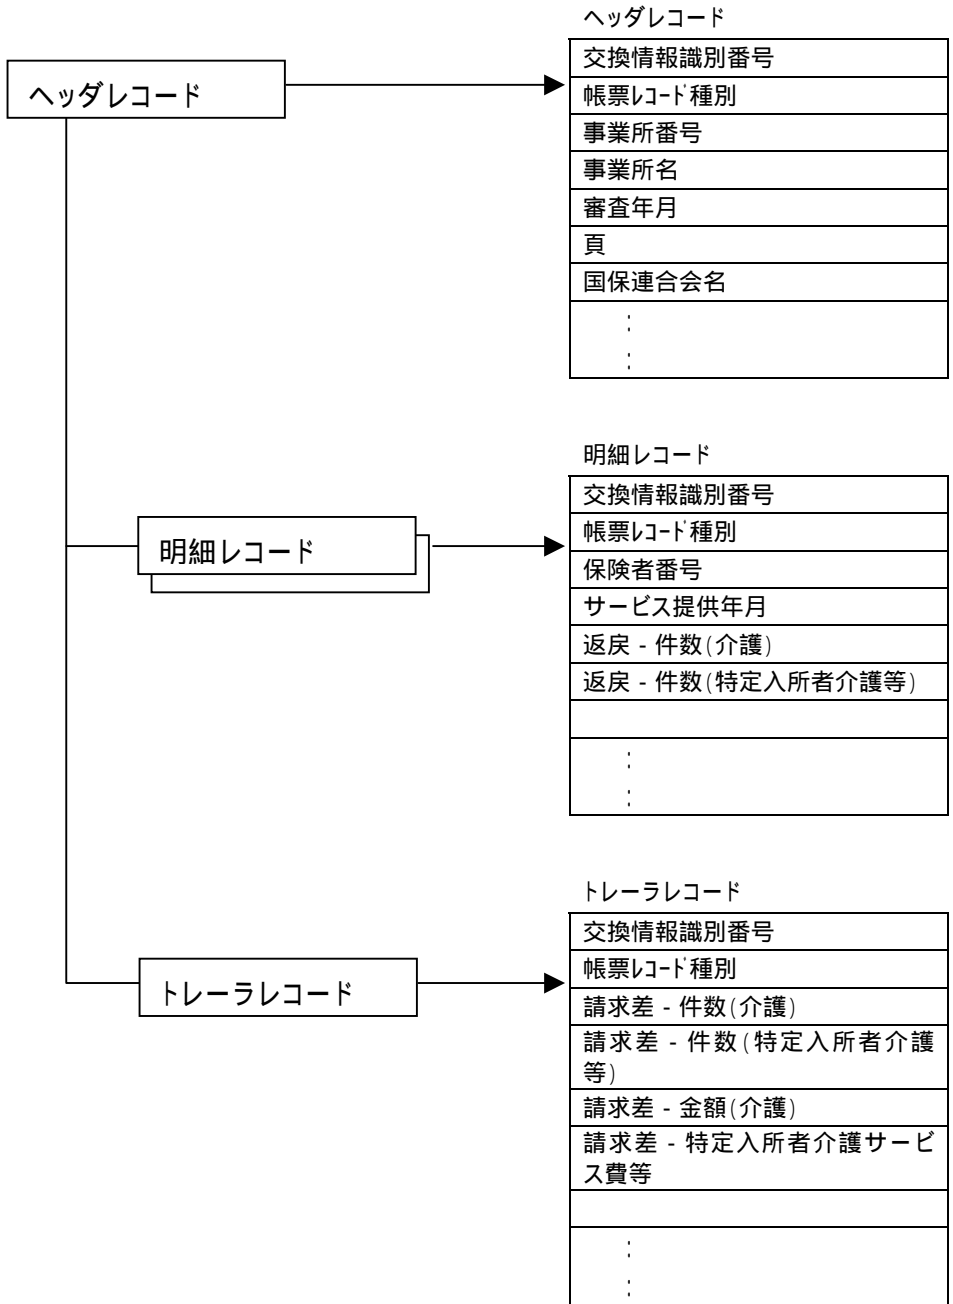 ヘッダレコード
ヘッダレコード
交換情報識別番号
帳票ﾚｺｰﾄﾞ種別
事業所番号
事業所名
審査年月
頁
国保連合会名
:
:
明細レコード
明細レコード
交換情報識別番号
帳票ﾚｺｰﾄﾞ種別
保険者番号
サービス提供年月
返戻 - 件数(介護)
返戻 - 件数(特定入所者介護等)
:
:
トレーラレコード
トレーラレコード
交換情報識別番号
帳票ﾚｺｰﾄﾞ種別
請求差 - 件数(介護)
請求差 - 件数(特定入所者介護
等)
請求差 - 金額(介護)
請求差 - 特定入所者介護サービ
ス費等
:
: